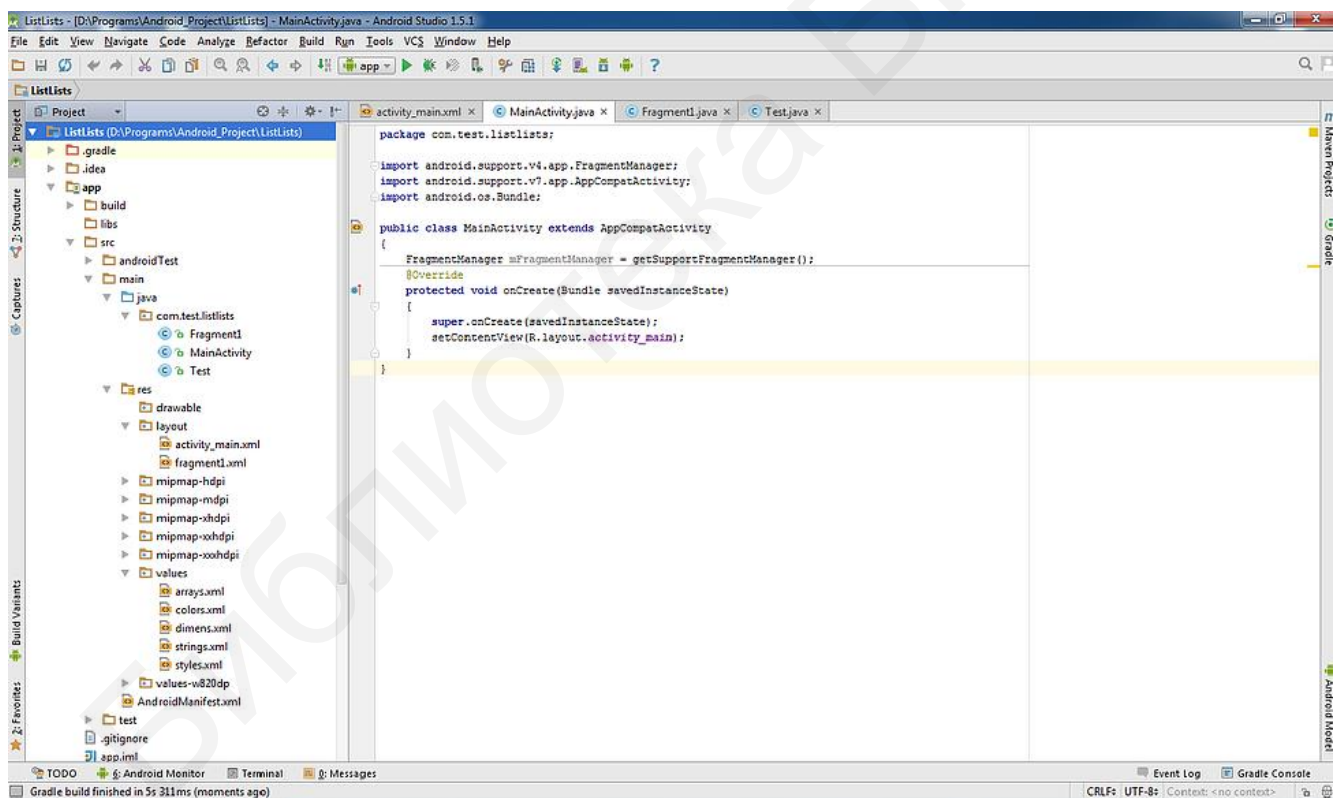 ListLists - [D:\Programs\Android_Project\ListLists] - MainActivity.java - Android Studio 1.5.1
File Edit View Navigate Code Analyze Refactor Build Run Tools VCS Window Help
app
ListLists
Project
activity_main.xml × MainActivity.java × Fragment1.java × Test.java ×
1: Project
2: Structure
Captures
Build Variants
2: Favorites
ListLists (D:\Programs\Android_Project\ListLists)
.gradle
.idea
app
build
libs
src
androidTest
main
java
com.test.listlists
Fragment1
MainActivity
Test
res
drawable
layout
activity_main.xml
fragment1.xml
mipmap-hdpi
mipmap-mdpi
mipmap-xhdpi
mipmap-xxhdpi
mipmap-xxxhdpi
values
arrays.xml
colors.xml
dimens.xml
strings.xml
styles.xml
values-w820dp
AndroidManifest.xml
test
.gitignore
app.iml
package com.test.listlists;
import android.support.v4.app.FragmentManager;
import android.support.v7.app.AppCompatActivity;
import android.os.Bundle;
public class MainActivity extends AppCompatActivity
{
FragmentManager mFragmentManager = getSupportFragmentManager();
@Override
protected void onCreate(Bundle savedInstanceState)
{
super.onCreate(savedInstanceState);
setContentView(R.layout.activity_main);
}
}
Maven Projects
Gradle
Android Model
TODO 6: Android Monitor Terminal 0: Messages Event Log Gradle Console
Gradle build finished in 5s 311ms (moments ago) CRLF÷ UTF-8÷ Context: <no context>
Библиотека